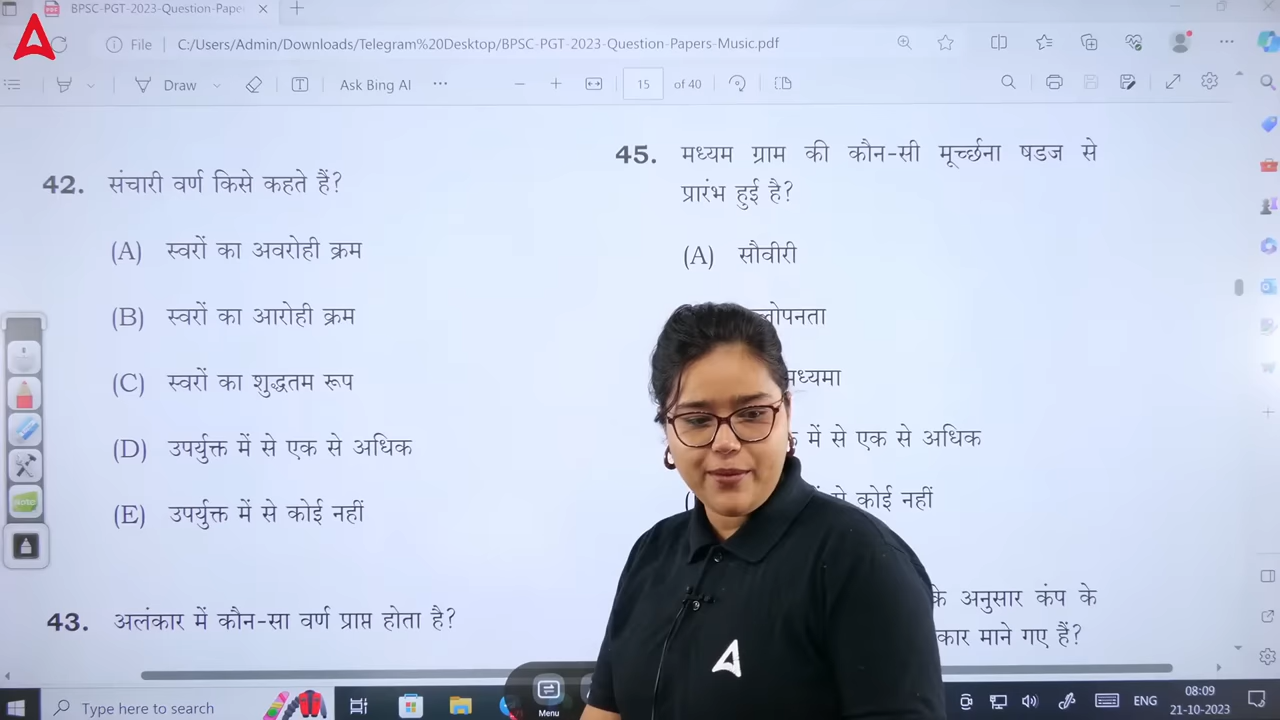 BPSC-PGT-2023-Question-Pape
File C:/Users/Admin/Downloads/Telegram%20Desktop/BPSC-PGT-2023-Question-Papers-Music.pdf
Draw Ask Bing AI 15 of 40
42. संचारी वर्ण किसे कहते हैं?
(A) स्वरों का अवरोही क्रम
(B) स्वरों का आरोही क्रम
(C) स्वरों का शुद्धतम रूप
(D) उपर्युक्त में से एक से अधिक
(E) उपर्युक्त में से कोई नहीं
43. अलंकार में कौन-सा वर्ण प्राप्त होता है?
45. मध्यम ग्राम की कौन-सी मूर्च्छना षडज से
प्रारंभ हुई है?
(A) सौवीरी
लोपनता
मध्यमा
में से एक से अधिक
से कोई नहीं
के अनुसार कंप के
कार माने गए हैं?
Menu
Type here to search
ENG
08:09
21-10-2023